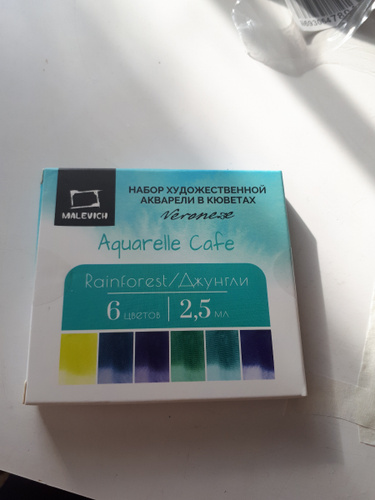 MALEVICH
НАБОР ХУДОЖЕСТВЕННОЙ
АКВАРЕЛИ В КЮВЕТАХ
Veronese
Aquarelle Cafe
Rainforest/Джунгли
6 цветов | 2,5 мл